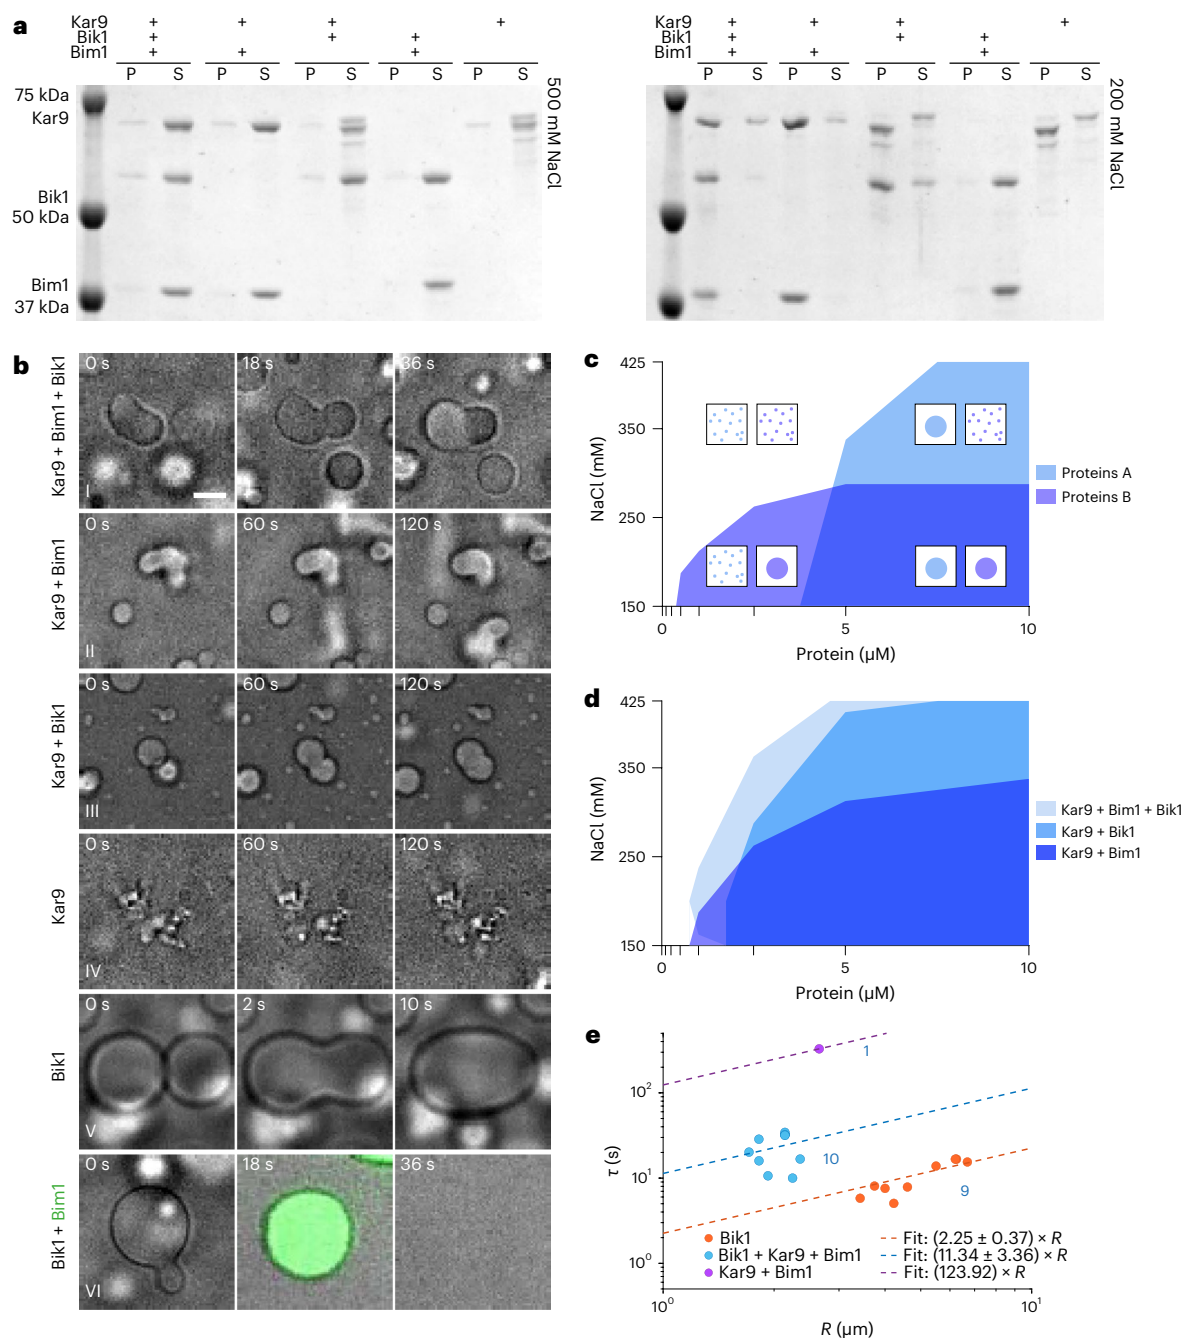 a
Kar9 + + + +
Bik1 + + +
Bim1 + + +
P S P S P S P S P S
75 kDa
Kar9
Bik1
50 kDa
Bim1
37 kDa
500 mM NaCl
Kar9 + + + +
Bik1 + + +
Bim1 + + +
P S P S P S P S P S
200 mM NaCl
b
Kar9 + Bim1 + Bik1
0 s 18 s 36 s
I
Kar9 + Bim1
0 s 60 s 120 s
II
Kar9 + Bik1
0 s 60 s 120 s
III
Kar9
0 s 60 s 120 s
IV
Bik1
0 s 2 s 10 s
V
Bik1 + Bim1
0 s 18 s 36 s
VI
c
425
350
250
150
NaCl (mM)
0 5 10
Protein (µM)
Proteins A
Proteins B
d
425
350
250
150
NaCl (mM)
0 5 10
Protein (µM)
Kar9 + Bim1 + Bik1
Kar9 + Bik1
Kar9 + Bim1
e
10²
10¹
10⁰
τ (s)
1
10
9
Bik1
Bik1 + Kar9 + Bim1
Kar9 + Bim1
Fit: (2.25 ± 0.37) × R
Fit: (11.34 ± 3.36) × R
Fit: (123.92) × R
10⁰ 10¹
R (µm)